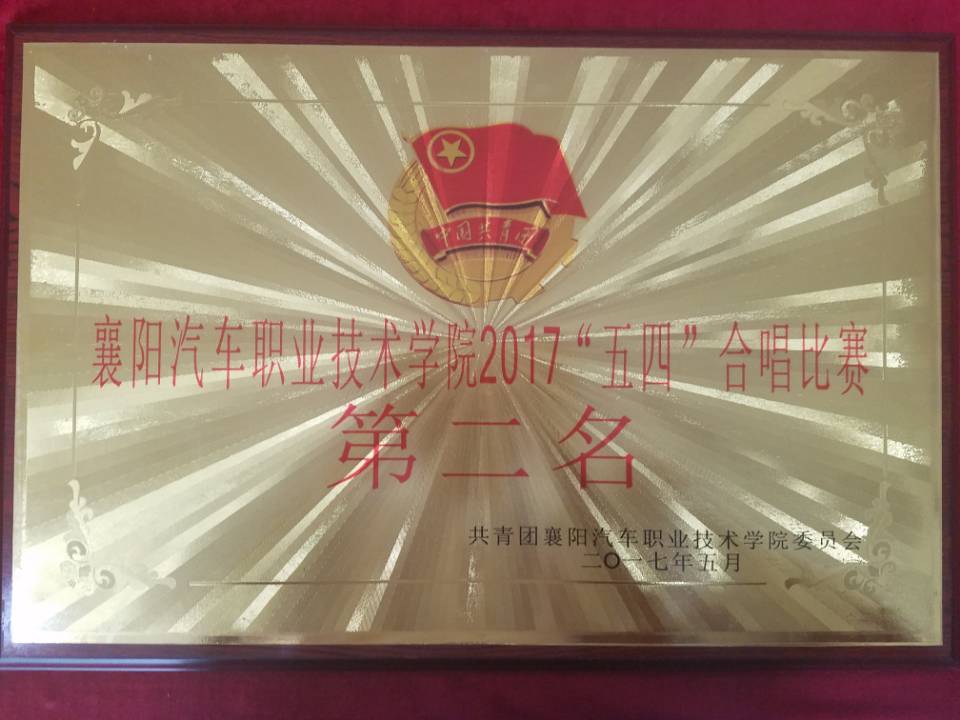 中国共青团
襄阳汽车职业技术学院2017“五四”合唱比赛
第二名
共青团襄阳汽车职业技术学院委员会
二〇一七年五月